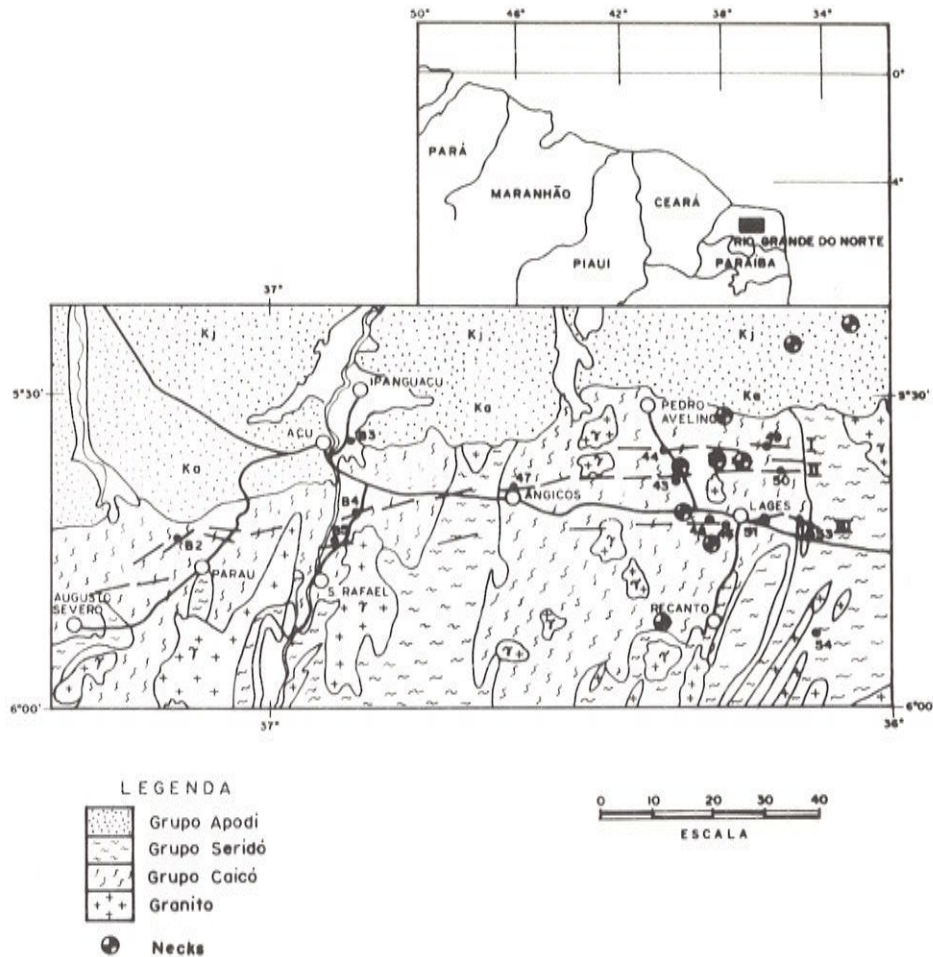 50° 46° 42° 38° 34°
0°
PARÁ
4°
MARANHÃO
CEARÁ
RIO GRANDE DO NORTE
PIAUI
PARAÍBA
37°
Kj
Kj
Kj
5°30'
IPANGUAÇU
5°30'
Ka
PEDRO AVELINO
AÇU
B3
I
Ka
44
II
47
43
50
ANGICOS
LAGES
B4
51
III
53
B2
PARAU
S. RAFAEL
AUGUSTO SEVERO
RECANTO
54
γ γ γ γ γ γ
6°00'
6°00'
37°
36°
LEGENDA
Grupo Apodi
Grupo Seridó
Grupo Caicó
Granito
Necks
0 10 20 30 40
ESCALA